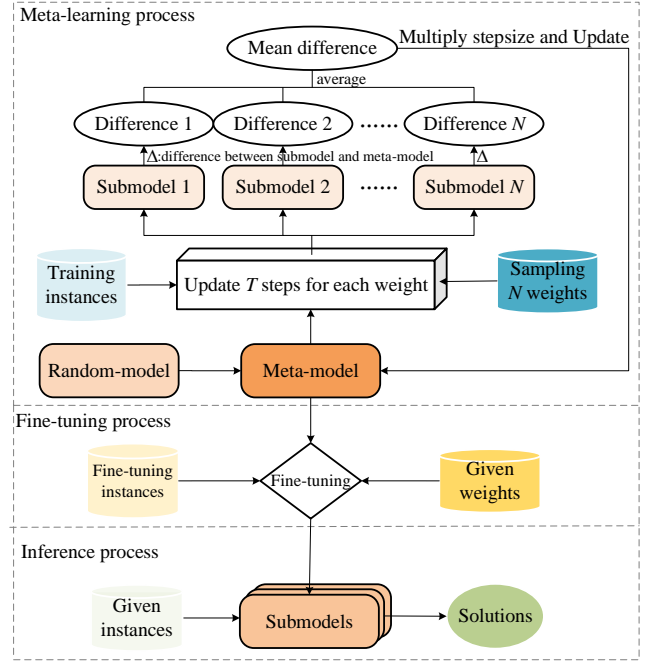 Meta-learning process
Mean difference
Multiply stepsize and Update
average
Difference 1
Difference 2
······
Difference N
Δ:difference between submodel and meta-model
Δ
Submodel 1
Submodel 2
······
Submodel N
Training
instances
Update T steps for each weight
Sampling
N weights
Random-model
Meta-model
Fine-tuning process
Fine-tuning
instances
Fine-tuning
Given
weights
Inference process
Given
instances
Submodels
Solutions